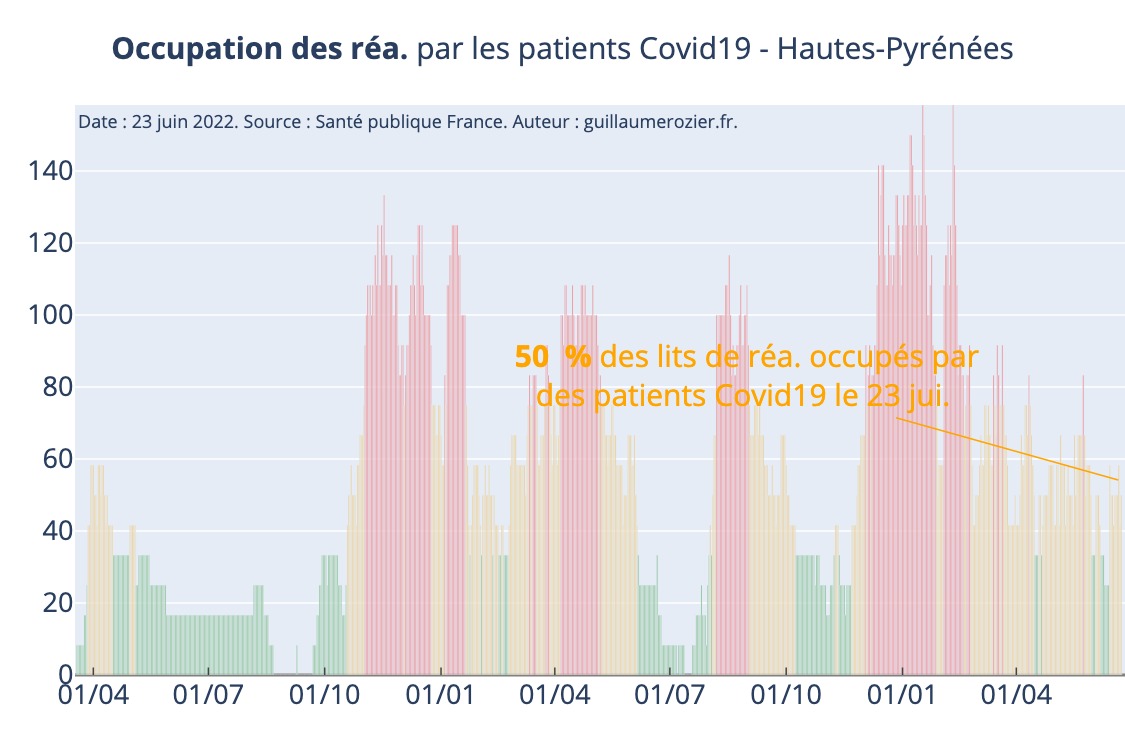 Occupation des réa. par les patients Covid19 - Hautes-Pyrénées
Date : 23 juin 2022. Source : Santé publique France. Auteur : guillaumerozier.fr.
140
120
100
80
60
40
20
0
50 % des lits de réa. occupés par
des patients Covid19 le 23 jui.
01/04 01/07 01/10 01/01 01/04 01/07 01/10 01/01 01/04